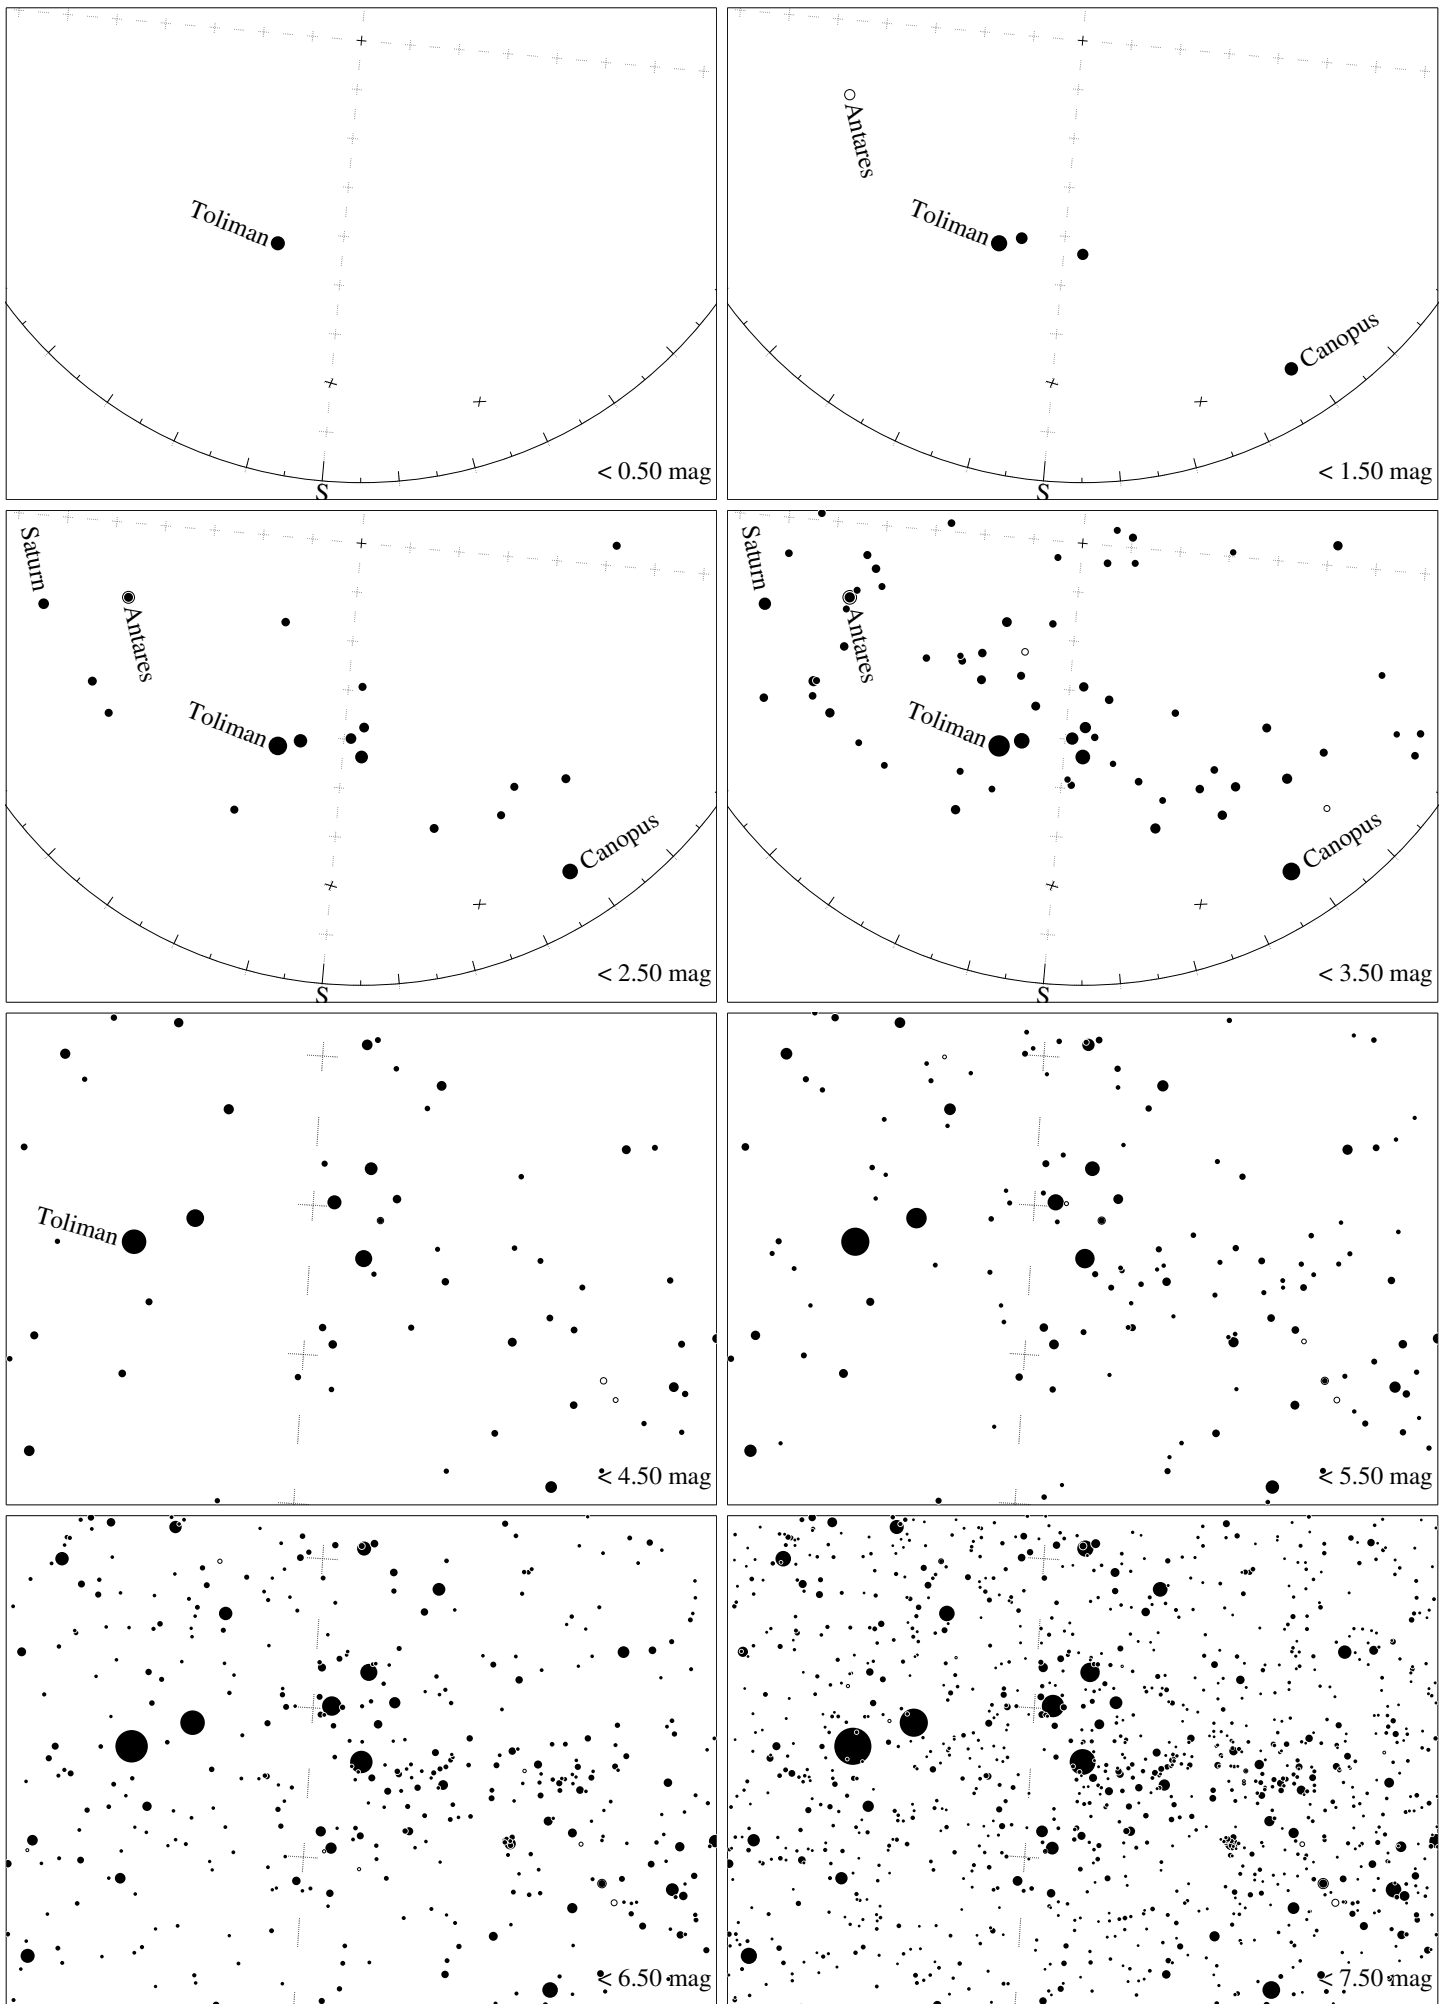 Toliman
< 0.50 mag
S
Antares
Toliman
Canopus
< 1.50 mag
S
Saturn
Antares
Toliman
Canopus
< 2.50 mag
S
Saturn
Antares
Toliman
Canopus
< 3.50 mag
S
Toliman
< 4.50 mag
< 5.50 mag
< 6.50 mag
< 7.50 mag